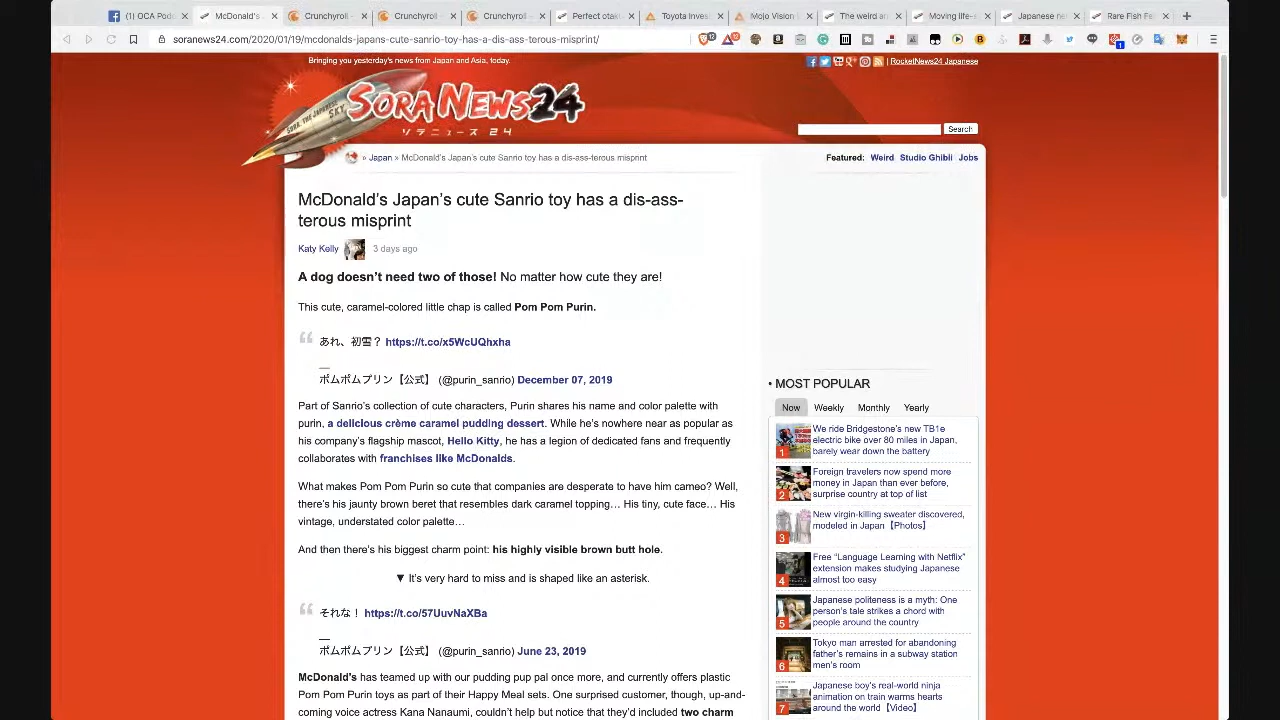 (1) OCA Pod
McDonald's
Crunchyroll
Crunchyroll
Crunchyroll
Perfect otak
Toyota Inves
Mojo Vision
The weird an
Moving life-s
Japanese ne
Rare Fish Fe
soranews24.com/2020/01/19/mcdonalds-japans-cute-sanrio-toy-has-a-dis-ass-terous-misprint/
Bringing you yesterday's news from Japan and Asia, today.
| RocketNews24 Japanese
SORA, THE JAPANESE SKY
SORA NEWS 24
ソラニュース 24
Search
» Japan » McDonald's Japan's cute Sanrio toy has a dis-ass-terous misprint
Featured: Weird Studio Ghibli Jobs
McDonald's Japan's cute Sanrio toy has a dis-ass-
terous misprint
Katy Kelly 3 days ago
A dog doesn't need two of those! No matter how cute they are!
This cute, caramel-colored little chap is called Pom Pom Purin.
あれ、初雪？ https://t.co/x5WcUQhxha
—
ポムポムプリン【公式】 (@purin_sanrio) December 07, 2019
Part of Sanrio's collection of cute characters, Purin shares his name and color palette with
purin, a delicious crème caramel pudding dessert. While he's nowhere near as popular as
his company's flagship mascot, Hello Kitty, he has a legion of dedicated fans and frequently
collaborates with franchises like McDonalds.
What makes Pom Pom Purin so cute that companies are desperate to have him cameo? Well,
there's his jaunty brown beret that resembles dark caramel topping… His tiny, cute face… His
vintage, understated color palette…
And then there's his biggest charm point: his highly visible brown butt hole.
▼ It's very hard to miss and is shaped like an asterisk.
それな！ https://t.co/57UuvNaXBa
—
ポムポムプリン【公式】 (@purin_sanrio) June 23, 2019
McDonald's has teamed up with our pudding pup pal once more, and currently offers plastic
Pom Pom Purin toys as part of their Happy Meal sets. One surprised customer, though, up-and-
coming voice actress Kana Nanaumi, couldn't help but notice that they'd included two charm
• MOST POPULAR
Now Weekly Monthly Yearly
1
We ride Bridgestone's new TB1e
electric bike over 80 miles in Japan,
barely wear down the battery
2
Foreign travelers now spend more
money in Japan than ever before,
surprise country at top of list
3
New virgin-killing sweater discovered,
modeled in Japan【Photos】
4
Free “Language Learning with Netflix”
extension makes studying Japanese
almost too easy
5
Japanese politeness is a myth: One
person's tale strikes a chord with
people around the country
6
Tokyo man arrested for abandoning
father's remains in a subway station
men's room
7
Japanese boy's real-world ninja
animation on train warms hearts
around the world【Video】